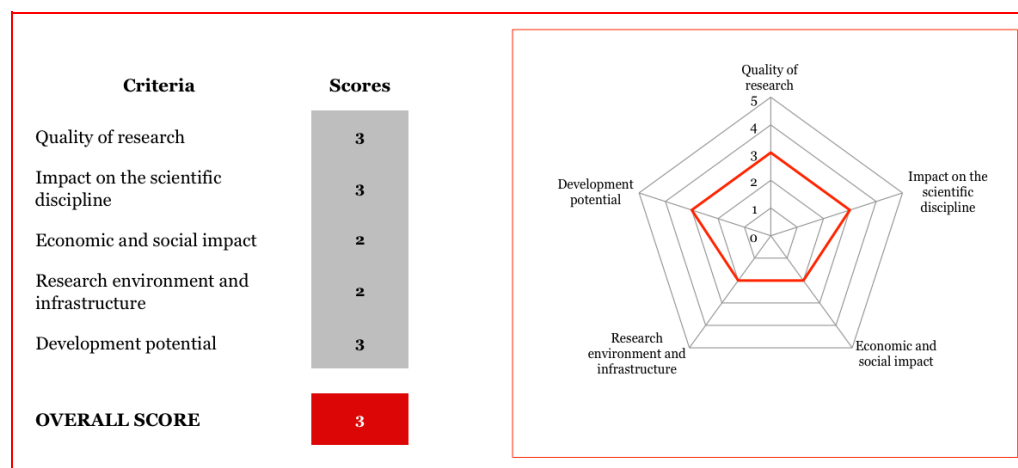 Criteria Scores
Quality of research 3
Impact on the scientific
discipline 3
Economic and social impact 2
Research environment and
infrastructure 2
Development potential 3
OVERALL SCORE 3
Quality of
research
5
4
3
2
1
0
Impact on the
scientific
discipline
Economic and
social impact
Research
environment and
infrastructure
Development
potential